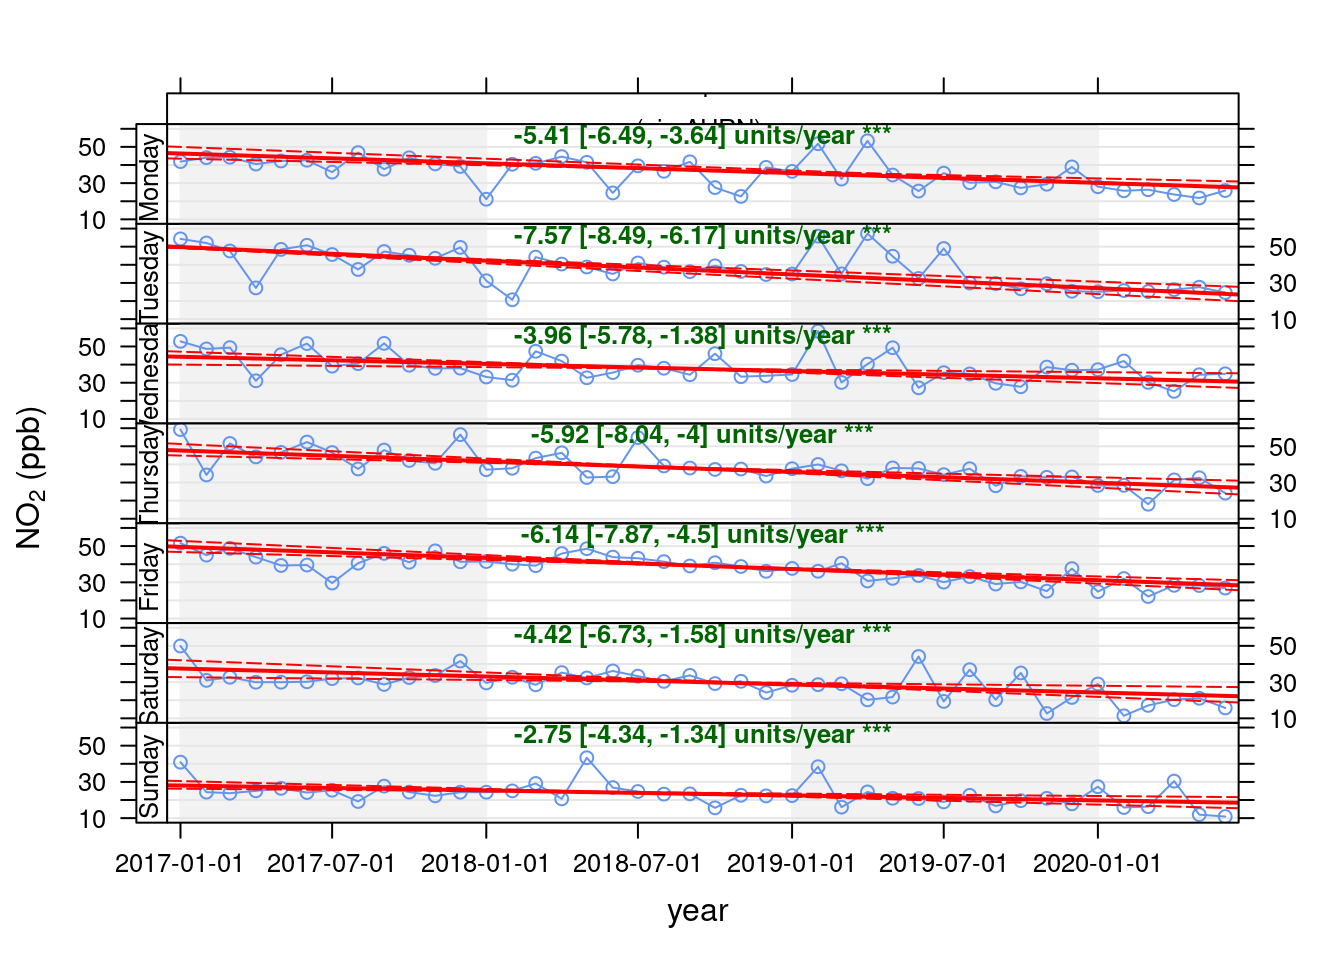 (via AURN)
-5.41 [-6.49, -3.64] units/year ***
Monday
50
30
10
-7.57 [-8.49, -6.17] units/year ***
Tuesday
50
30
10
-3.96 [-5.78, -1.38] units/year ***
ednesda
50
30
10
-5.92 [-8.04, -4] units/year ***
Thursday
50
30
10
-6.14 [-7.87, -4.5] units/year ***
Friday
50
30
10
-4.42 [-6.73, -1.58] units/year ***
Saturday
50
30
10
-2.75 [-4.34, -1.34] units/year ***
Sunday
50
30
10
NO2 (ppb)
2017-01-01 2017-07-01 2018-01-01 2018-07-01 2019-01-01 2019-07-01 2020-01-01
year